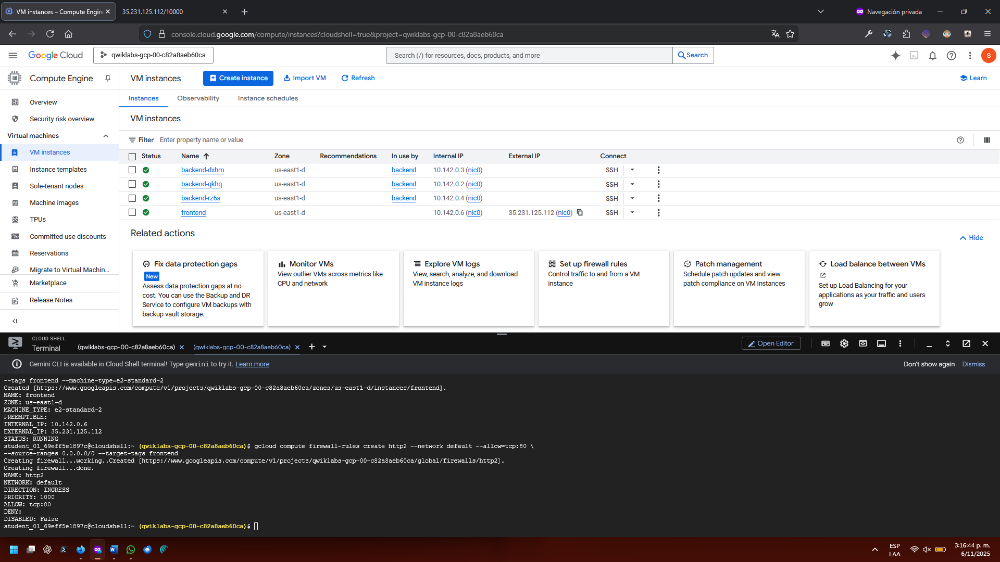 VM instances – Compute Engin
35.231.125.112/10000
Navegación privada
console.cloud.google.com/compute/instances?cloudshell=true&project=qwiklabs-gcp-00-c82a8aeb60ca
Google Cloud
qwiklabs-gcp-00-c82a8aeb60ca
Search (/) for resources, docs, products, and more
Search
S
Compute Engine
VM instances
Create instance
Import VM
Refresh
Learn
Overview
Security risk overview
Virtual machines
VM instances
Instance templates
Sole-tenant nodes
Machine images
TPUs
Committed use discounts
Reservations
Migrate to Virtual Machin...
Marketplace
Release Notes
Instances
Observability
Instance schedules
VM instances
Filter Enter property name or value
Status Name Zone Recommendations In use by Internal IP External IP Connect
backend-dxhm us-east1-d backend 10.142.0.3 (nic0) SSH
backend-qkhq us-east1-d backend 10.142.0.2 (nic0) SSH
backend-rz6s us-east1-d backend 10.142.0.4 (nic0) SSH
frontend us-east1-d 10.142.0.6 (nic0) 35.231.125.112 (nic0) SSH
Related actions
Hide
Fix data protection gaps
New
Assess data protection gaps at no
cost. You can use the Backup and DR
Service to configure VM backups with
backup vault storage.
Monitor VMs
View outlier VMs across metrics like
CPU and network
Explore VM logs
View, search, analyze, and download
VM instance logs
Set up firewall rules
Control traffic to and from a VM
instance
Patch management
Schedule patch updates and view
patch compliance on VM instances
Load balance between VMs
Set up Load Balancing for your
applications as your traffic and users
grow
CLOUD SHELL
Terminal
(qwiklabs-gcp-00-c82a8aeb60ca)
(qwiklabs-gcp-00-c82a8aeb60ca)
Open Editor
Gemini CLI is available in Cloud Shell terminal! Type gemini to try it. Learn more
Don't show again
Dismiss
--tags frontend --machine-type=e2-standard-2
Created [https://www.googleapis.com/compute/v1/projects/qwiklabs-gcp-00-c82a8aeb60ca/zones/us-east1-d/instances/frontend].
NAME: frontend
ZONE: us-east1-d
MACHINE_TYPE: e2-standard-2
PREEMPTIBLE:
INTERNAL_IP: 10.142.0.6
EXTERNAL_IP: 35.231.125.112
STATUS: RUNNING
student_01_69eff5e1897c@cloudshell:~ (qwiklabs-gcp-00-c82a8aeb60ca)$ gcloud compute firewall-rules create http2 --network default --allow=tcp:80 \
--source-ranges 0.0.0.0/0 --target-tags frontend
Creating firewall...working..Created [https://www.googleapis.com/compute/v1/projects/qwiklabs-gcp-00-c82a8aeb60ca/global/firewalls/http2].
Creating firewall...done.
NAME: http2
NETWORK: default
DIRECTION: INGRESS
PRIORITY: 1000
ALLOW: tcp:80
DENY:
DISABLED: False
student_01_69eff5e1897c@cloudshell:~ (qwiklabs-gcp-00-c82a8aeb60ca)$
ESP
LAA
3:16:44 p. m.
6/11/2025